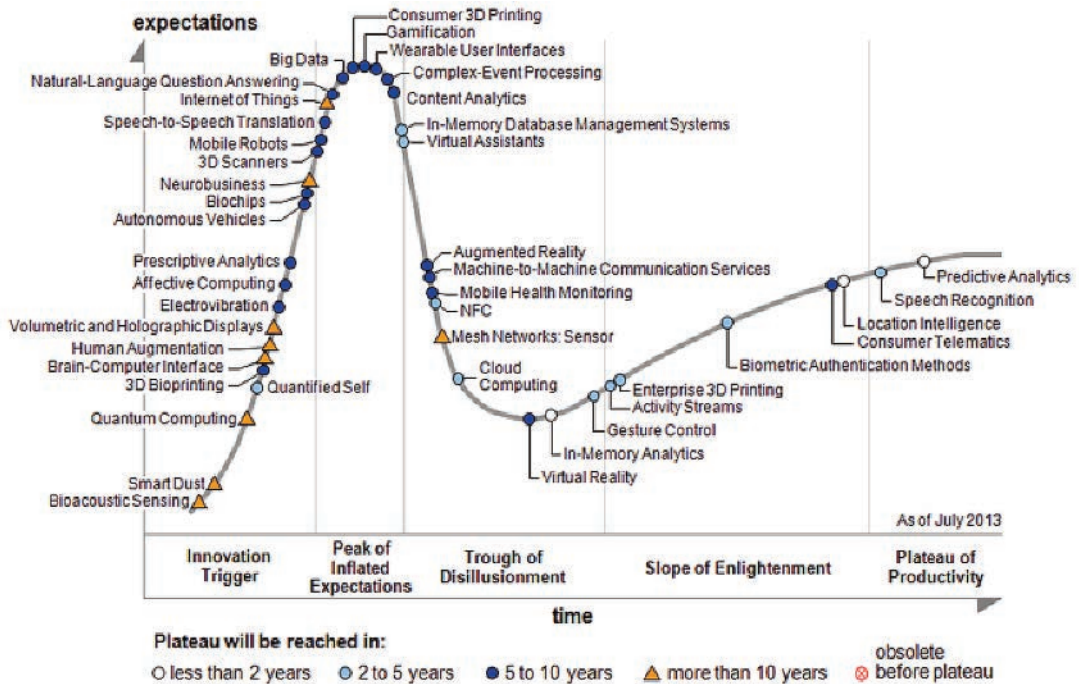 expectations
Consumer 3D Printing
Gamification
Wearable User Interfaces
Big Data
Complex-Event Processing
Natural-Language Question Answering
Content Analytics
Internet of Things
Speech-to-Speech Translation
In-Memory Database Management Systems
Mobile Robots
Virtual Assistants
3D Scanners
Neurobusiness
Biochips
Autonomous Vehicles
Augmented Reality
Prescriptive Analytics
Machine-to-Machine Communication Services
Predictive Analytics
Affective Computing
Mobile Health Monitoring
Speech Recognition
Electrovibration
NFC
Volumetric and Holographic Displays
Location Intelligence
Mesh Networks: Sensor
Consumer Telematics
Human Augmentation
Brain-Computer Interface
Biometric Authentication Methods
3D Bioprinting
Cloud
Computing
Quantified Self
Enterprise 3D Printing
Activity Streams
Quantum Computing
Gesture Control
In-Memory Analytics
Virtual Reality
Smart Dust
Bioacoustic Sensing
As of July 2013
Innovation
Trigger
Peak of
Inflated
Expectations
Trough of
Disillusionment
Slope of Enlightenment
Plateau of
Productivity
time
Plateau will be reached in:
less than 2 years
2 to 5 years
5 to 10 years
more than 10 years
obsolete
before plateau